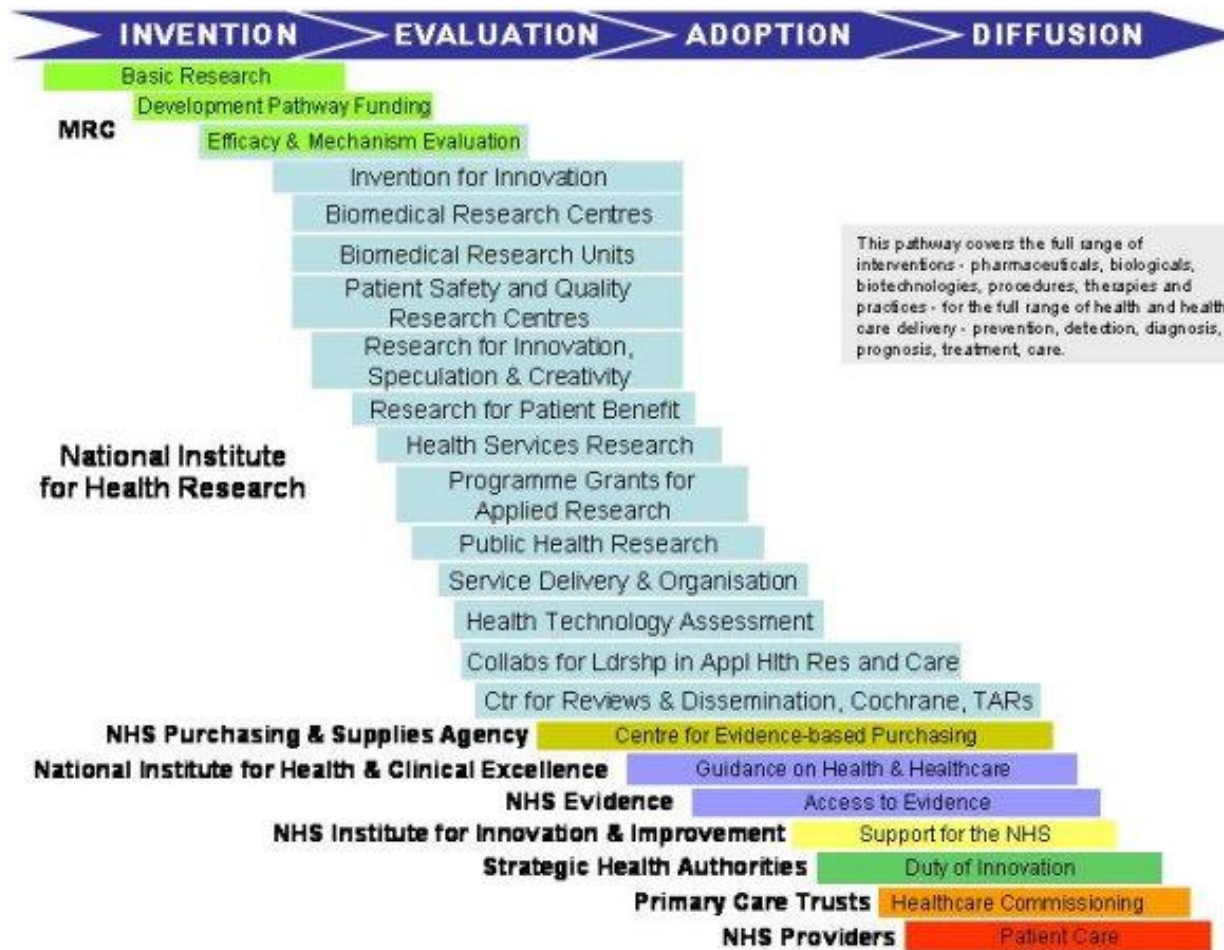 INVENTION EVALUATION ADOPTION DIFFUSION
Basic Research
Development Pathway Funding
MRC
Efficacy & Mechanism Evaluation
Invention for Innovation
Biomedical Research Centres
Biomedical Research Units
Patient Safety and Quality
Research Centres
Research for Innovation,
Speculation & Creativity
Research for Patient Benefit
Health Services Research
Programme Grants for
Applied Research
Public Health Research
Service Delivery & Organisation
Health Technology Assessment
Collabs for Ldrshp in Appl Hlth Res and Care
Ctr for Reviews & Dissemination, Cochrane, TARs
National Institute
for Health Research
This pathway covers the full range of
interventions - pharmaceuticals, biologicals,
biotechnologies, procedures, therapies and
practices - for the full range of health and health
care delivery - prevention, detection, diagnosis,
prognosis, treatment, care.
NHS Purchasing & Supplies Agency Centre for Evidence-based Purchasing
National Institute for Health & Clinical Excellence Guidance on Health & Healthcare
NHS Evidence Access to Evidence
NHS Institute for Innovation & Improvement Support for the NHS
Strategic Health Authorities Duty of Innovation
Primary Care Trusts Healthcare Commissioning
NHS Providers Patient Care